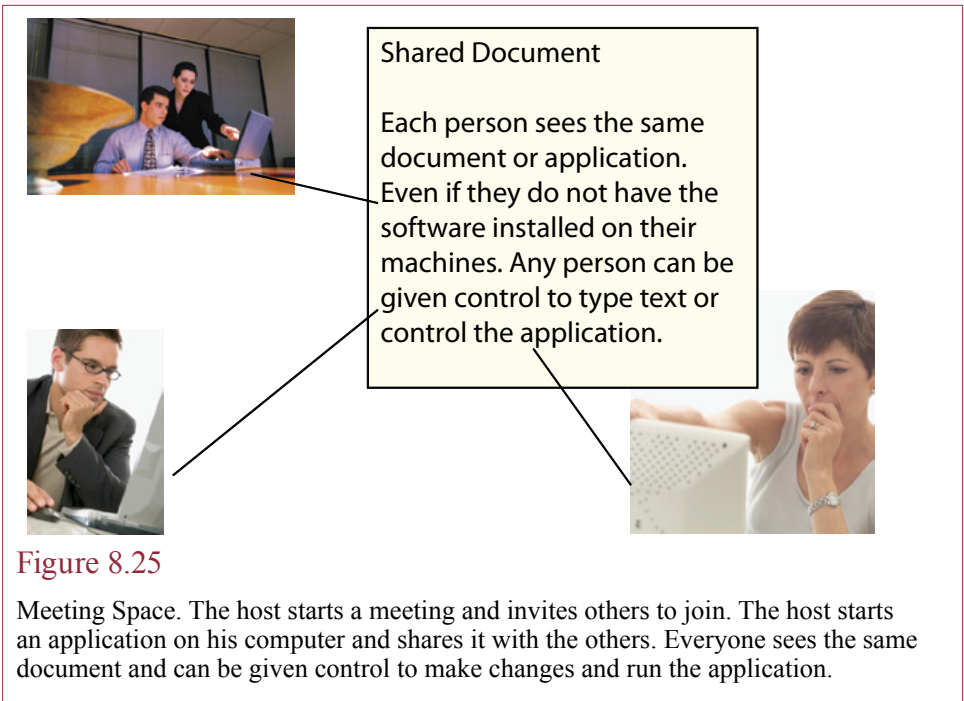 Shared Document
Each person sees the same
document or application.
Even if they do not have the
software installed on their
machines. Any person can be
given control to type text or
control the application.
Figure 8.25
Meeting Space. The host starts a meeting and invites others to join. The host starts
an application on his computer and shares it with the others. Everyone sees the same
document and can be given control to make changes and run the application.